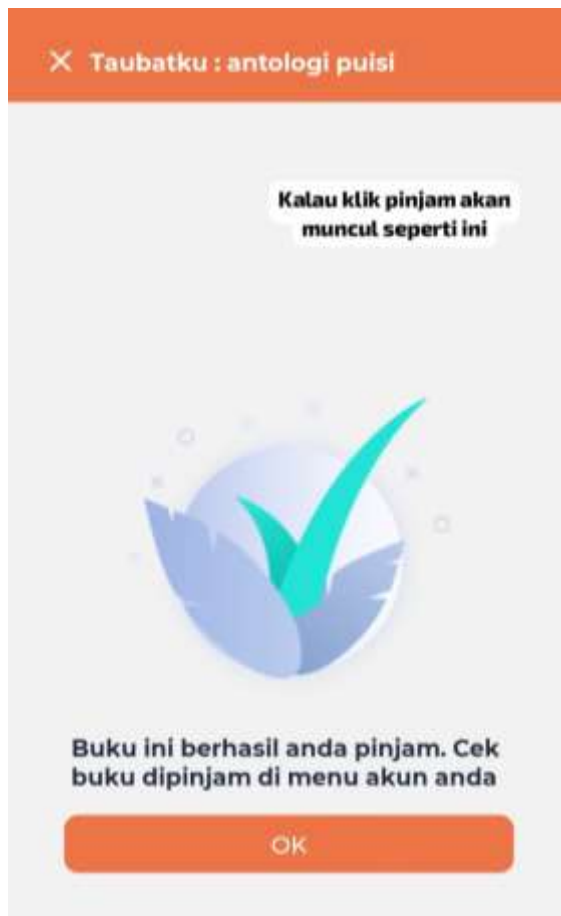 Taubatku : antologi puisi
Kalau klik pinjam akan
muncul seperti ini
Buku ini berhasil anda pinjam. Cek
buku dipinjam di menu akun anda
OK